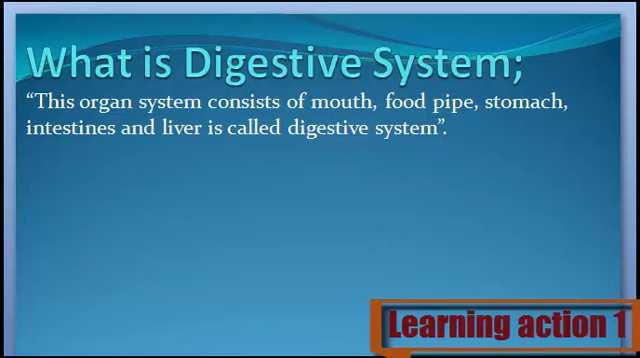 What is Digestive System;
“This organ system consists of mouth, food pipe, stomach,
intestines and liver is called digestive system”.
Learning action 1